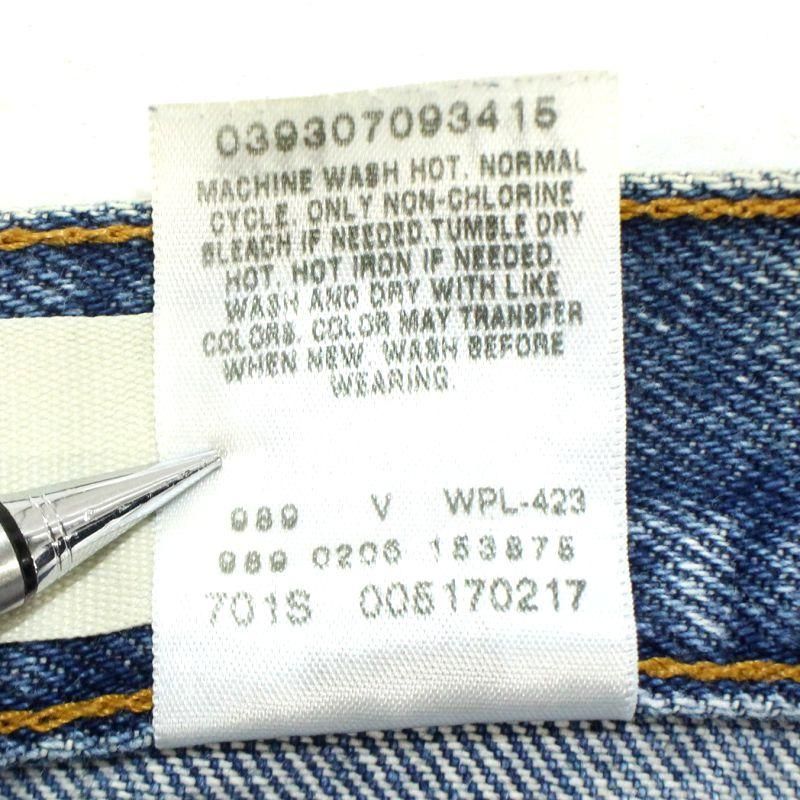 039307093415
MACHINE WASH HOT. NORMAL
CYCLE. ONLY NON-CHLORINE
BLEACH IF NEEDED.TUMBLE DRY
HOT. HOT IRON IF NEEDED.
WASH AND DRY WITH LIKE
COLORS. COLOR MAY TRANSFER
WHEN NEW. WASH BEFORE
WEARING.
989 V WPL-423
989 0206 153875
701S 005170217